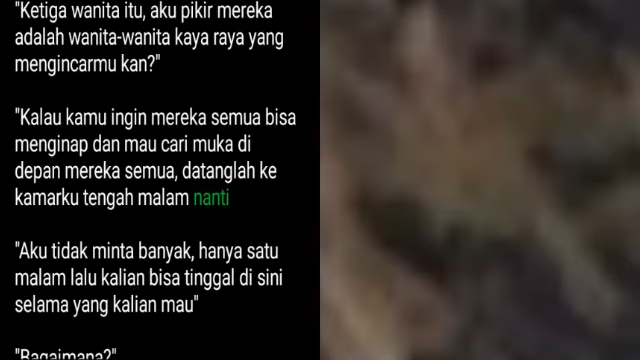 "Ketiga wanita itu, aku pikir mereka
adalah wanita-wanita kaya raya yang
mengincarmu kan?"
"Kalau kamu ingin mereka semua bisa
menginap dan mau cari muka di
depan mereka semua, datanglah ke
kamarku tengah malam nanti
"Aku tidak minta banyak, hanya satu
malam lalu kalian bisa tinggal di sini
selama yang kalian mau"
"Bagaimana?"